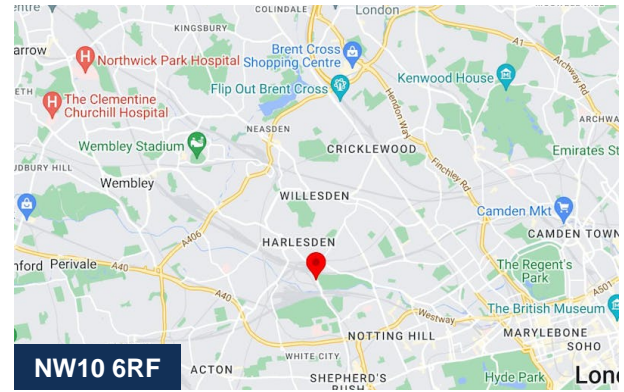 COLINDALE
London
KINGSBURY
Brent Cross
Shopping Centre
A1
Archway Rd
Northwick Park Hospital
Kenwood House
Flip Out Brent Cross
Hendon Way
The Clementine
Churchill Hospital
NEASDEN
ARCHWA
Wembley Stadium
CRICKLEWOOD
Emirates St
DBURY HILL
Finchley Rd
Wembley
WILLESDEN
Camden Mkt
A406
HARLESDEN
CAMDEN TOWN
nford
Perivale
A40
The Regent's
Park
A40
A501
Westway
The British Museum
NOTTING HILL
MARYLEBONE
SOHO
WHITE CITY
NW10 6RF
ACTON
SHEPHERD'S
BUSH
Hyde Park
Lon